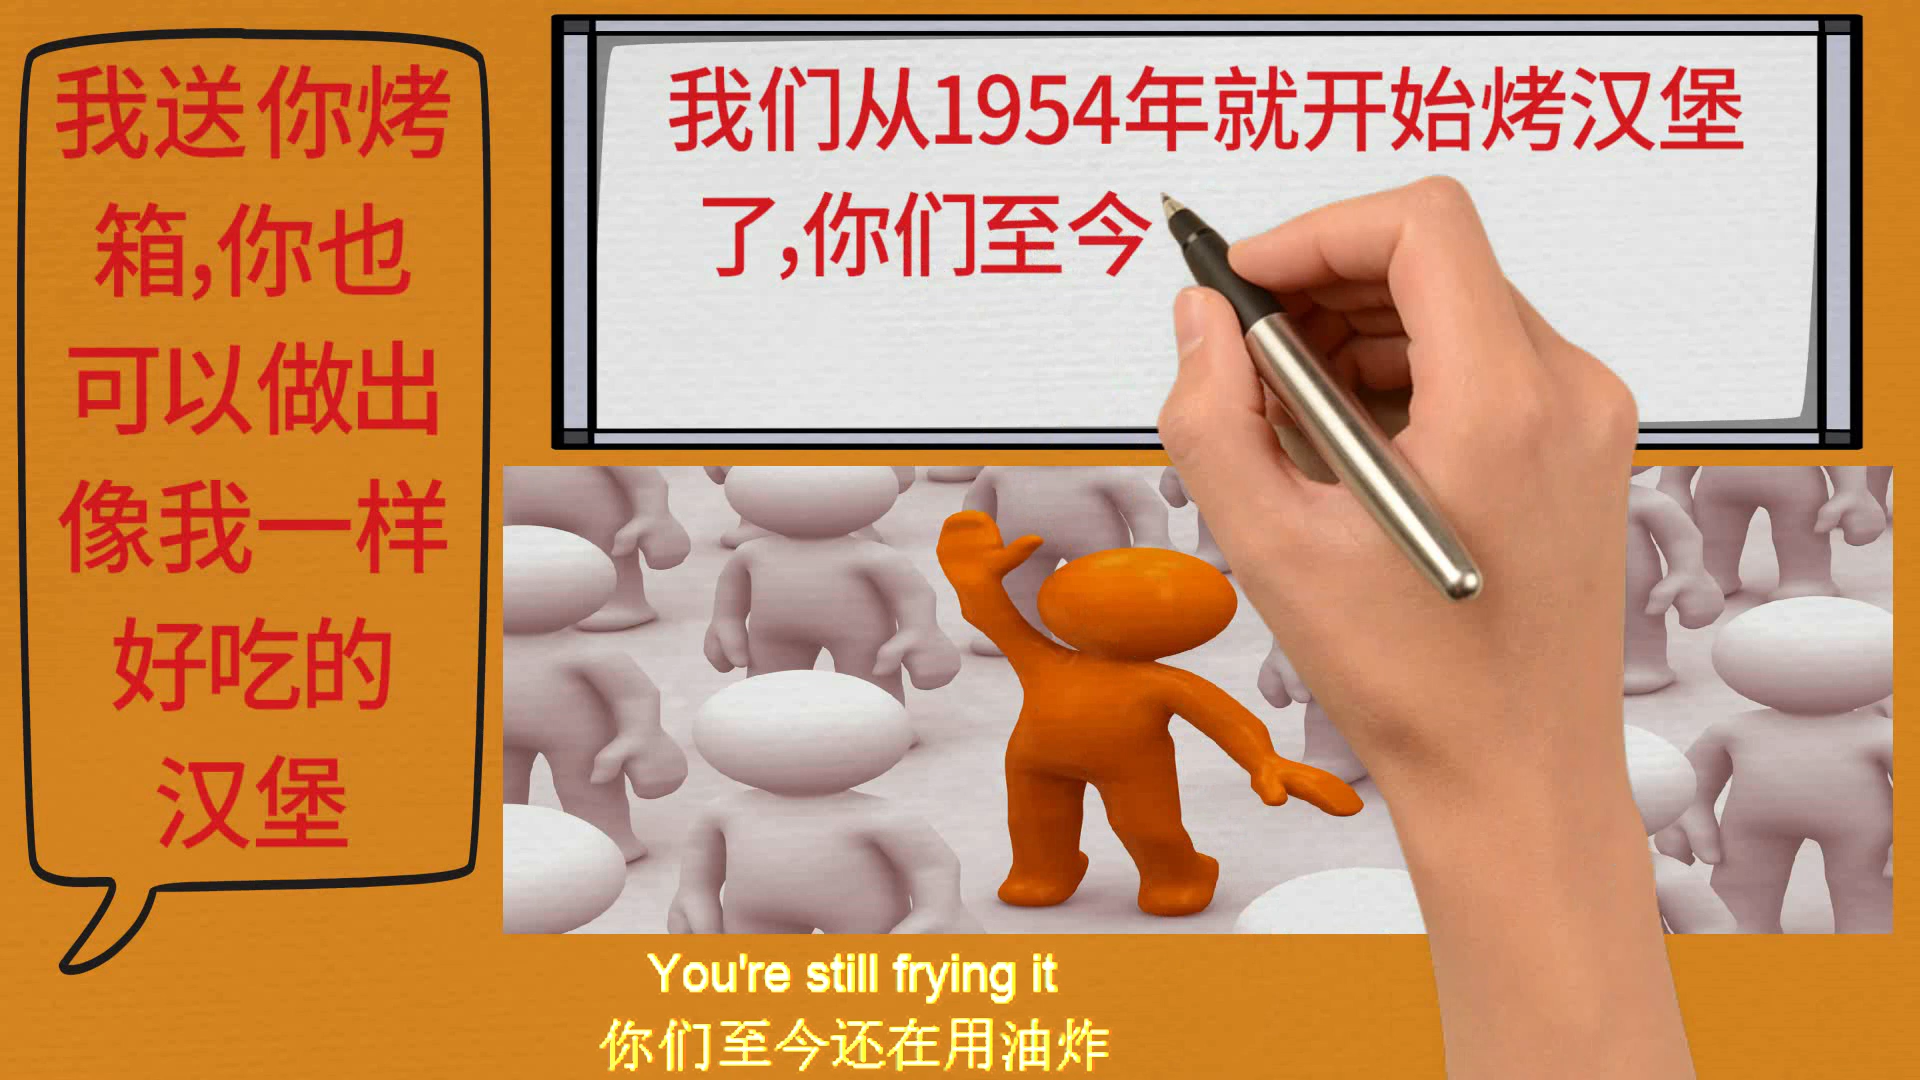 我送你烤
箱,你也
可以做出
像我一样
好吃的
汉堡
我们从1954年就开始烤汉堡
了,你们至今
You're still frying it
你们至今还在用油炸